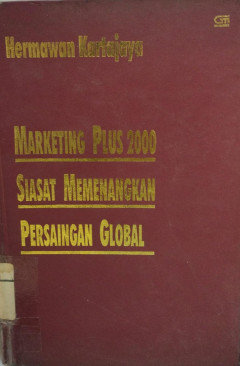 Hermawan Kartajaya
MARKETING PLUS 2000
SIASAT MEMENANGKAN
PERSAINGAN GLOBAL